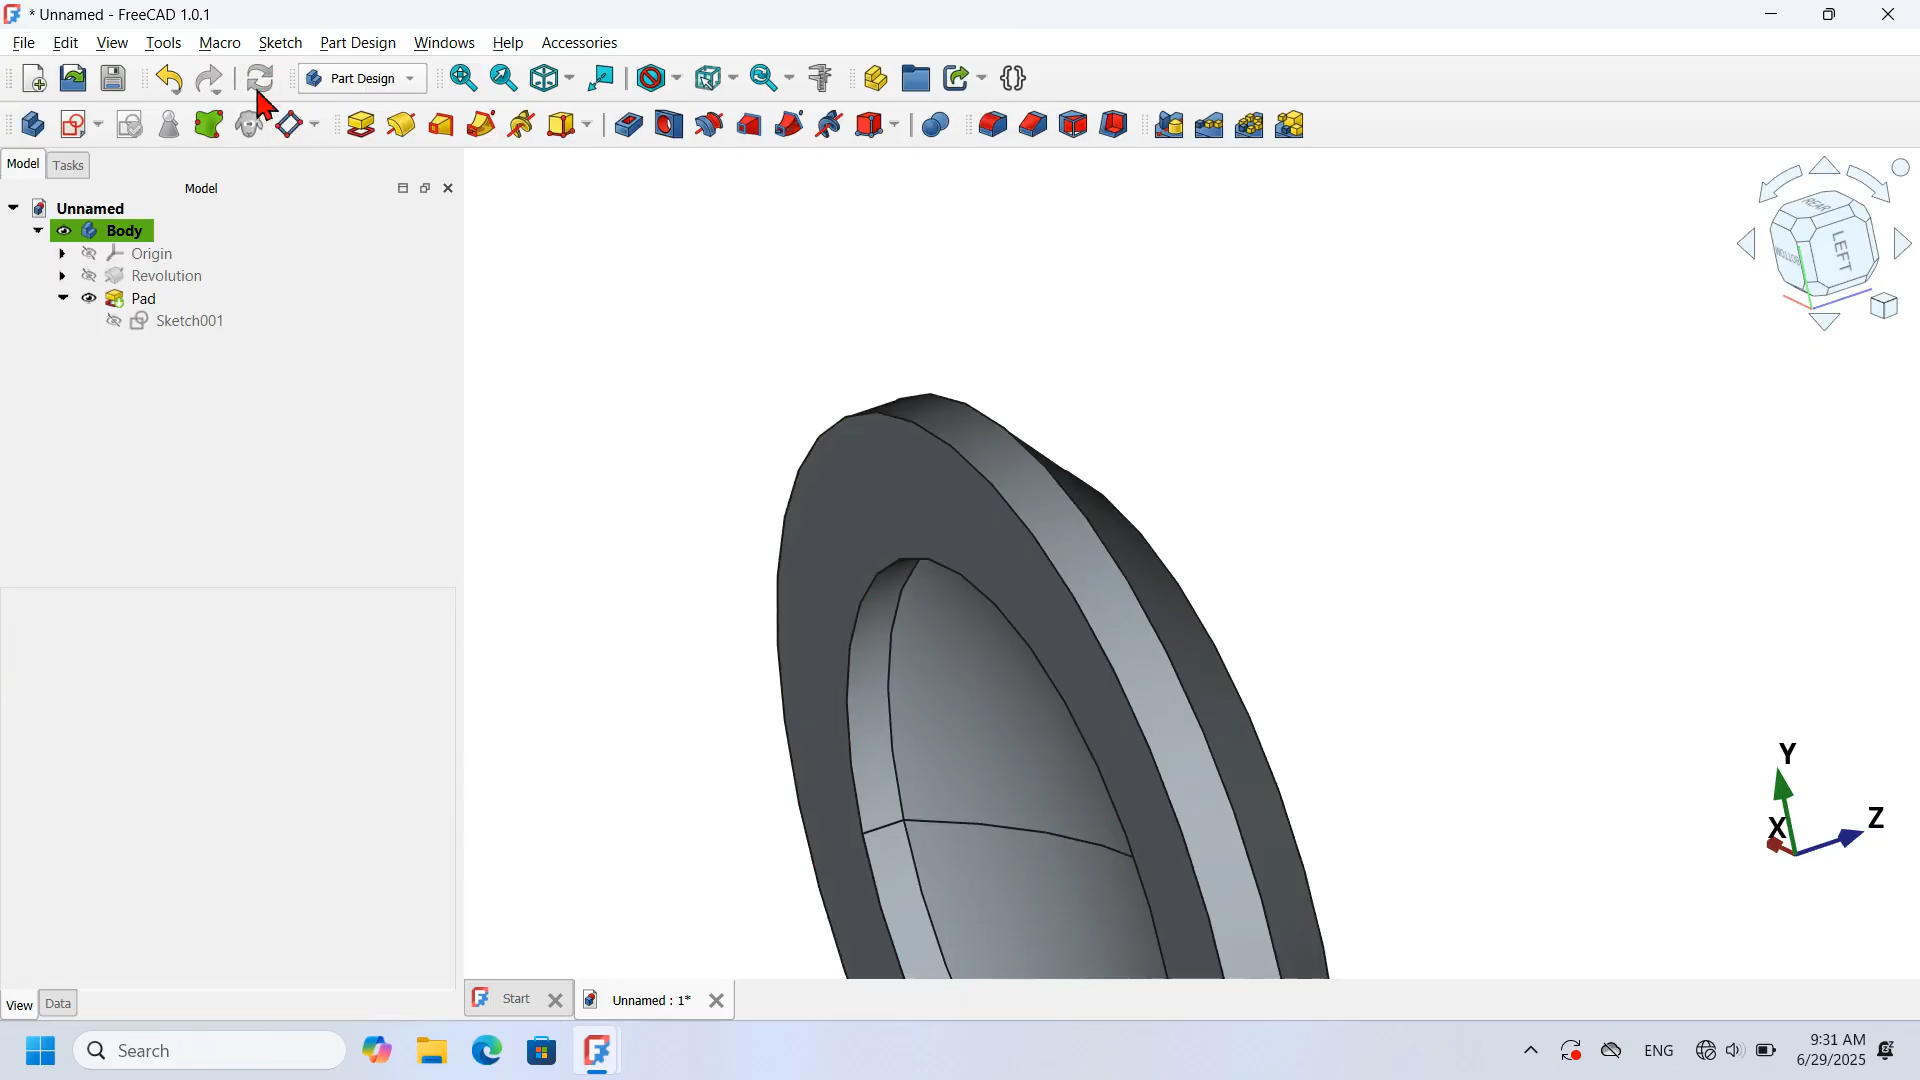 * Unnamed - FreeCAD 1.0.1
File Edit View Tools Macro Sketch Part Design Windows Help Accessories
Part Design
Model Tasks
Model
Unnamed
Body
Origin
Revolution
Pad
Sketch001
REAR
LEFT
BOTTOM
Y
Z
X
View Data
Start
Unnamed : 1*
Search
ENG
9:31 AM
6/29/2025